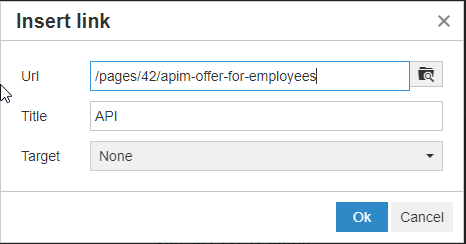 Insert link
Url /pages/42/apim-offer-for-employees
Title API
Target None
Ok Cancel